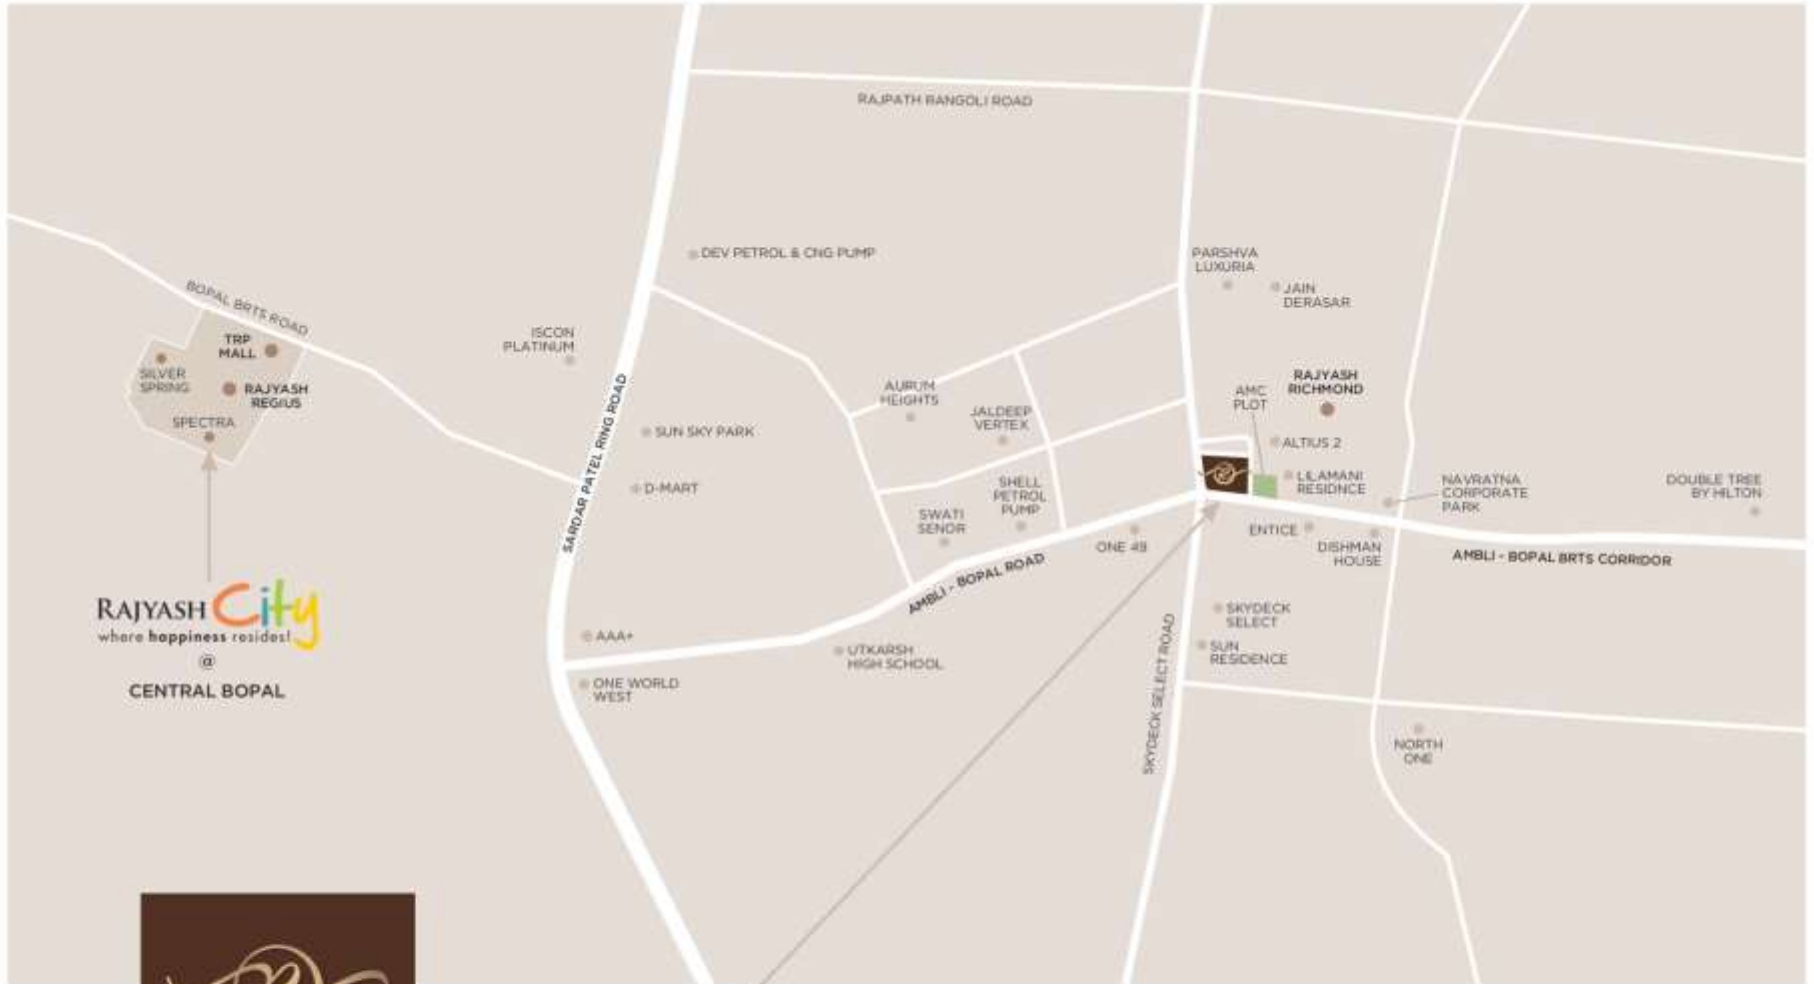 RAJPATH RANGOLI ROAD
DEV PETROL & CNG PUMP
PARSHVA
LUXURIA
JAIN
DERASAR
BOPAL BRTS ROAD
TRP
MALL
SILVER
SPRING
RAJYASH
REGIUS
SPECTRA
ISCON
PLATINUM
SARDAR PATEL RING ROAD
SUN SKY PARK
D-MART
AURUM
HEIGHTS
JALDEEP
VERTEX
SHELL
PETROL
PUMP
SWATI
SENOR
ONE 49
AMBLI - BOPAL ROAD
AMC
PLOT
RAJYASH
RICHMOND
ALTIUS 2
LILAMANI
RESIDNCE
NAVRATNA
CORPORATE
PARK
DOUBLE TREE
BY HILTON
ENTICE
DISHMAN
HOUSE
AMBLI - BOPAL BRTS CORRIDOR
RAJYASH City
where happiness resides!
@
CENTRAL BOPAL
AAA+
ONE WORLD
WEST
UTKARSH
HIGH SCHOOL
SKYDECK
SELECT
SUN
RESIDENCE
SKYDECK SELECT ROAD
NORTH
ONE